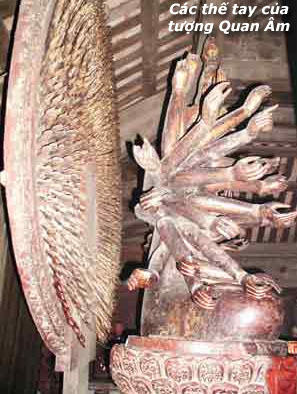 Các thế tay của
tượng Quan Âm